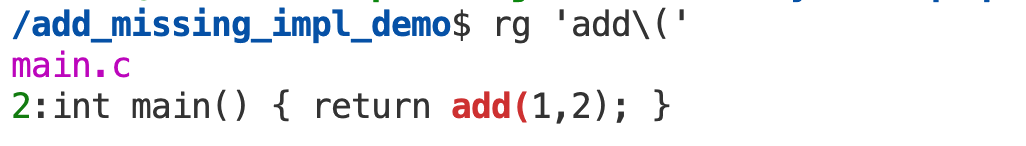 /add_missing_impl_demo$ rg 'add\('
main.c
2:int main() { return add(1,2); }